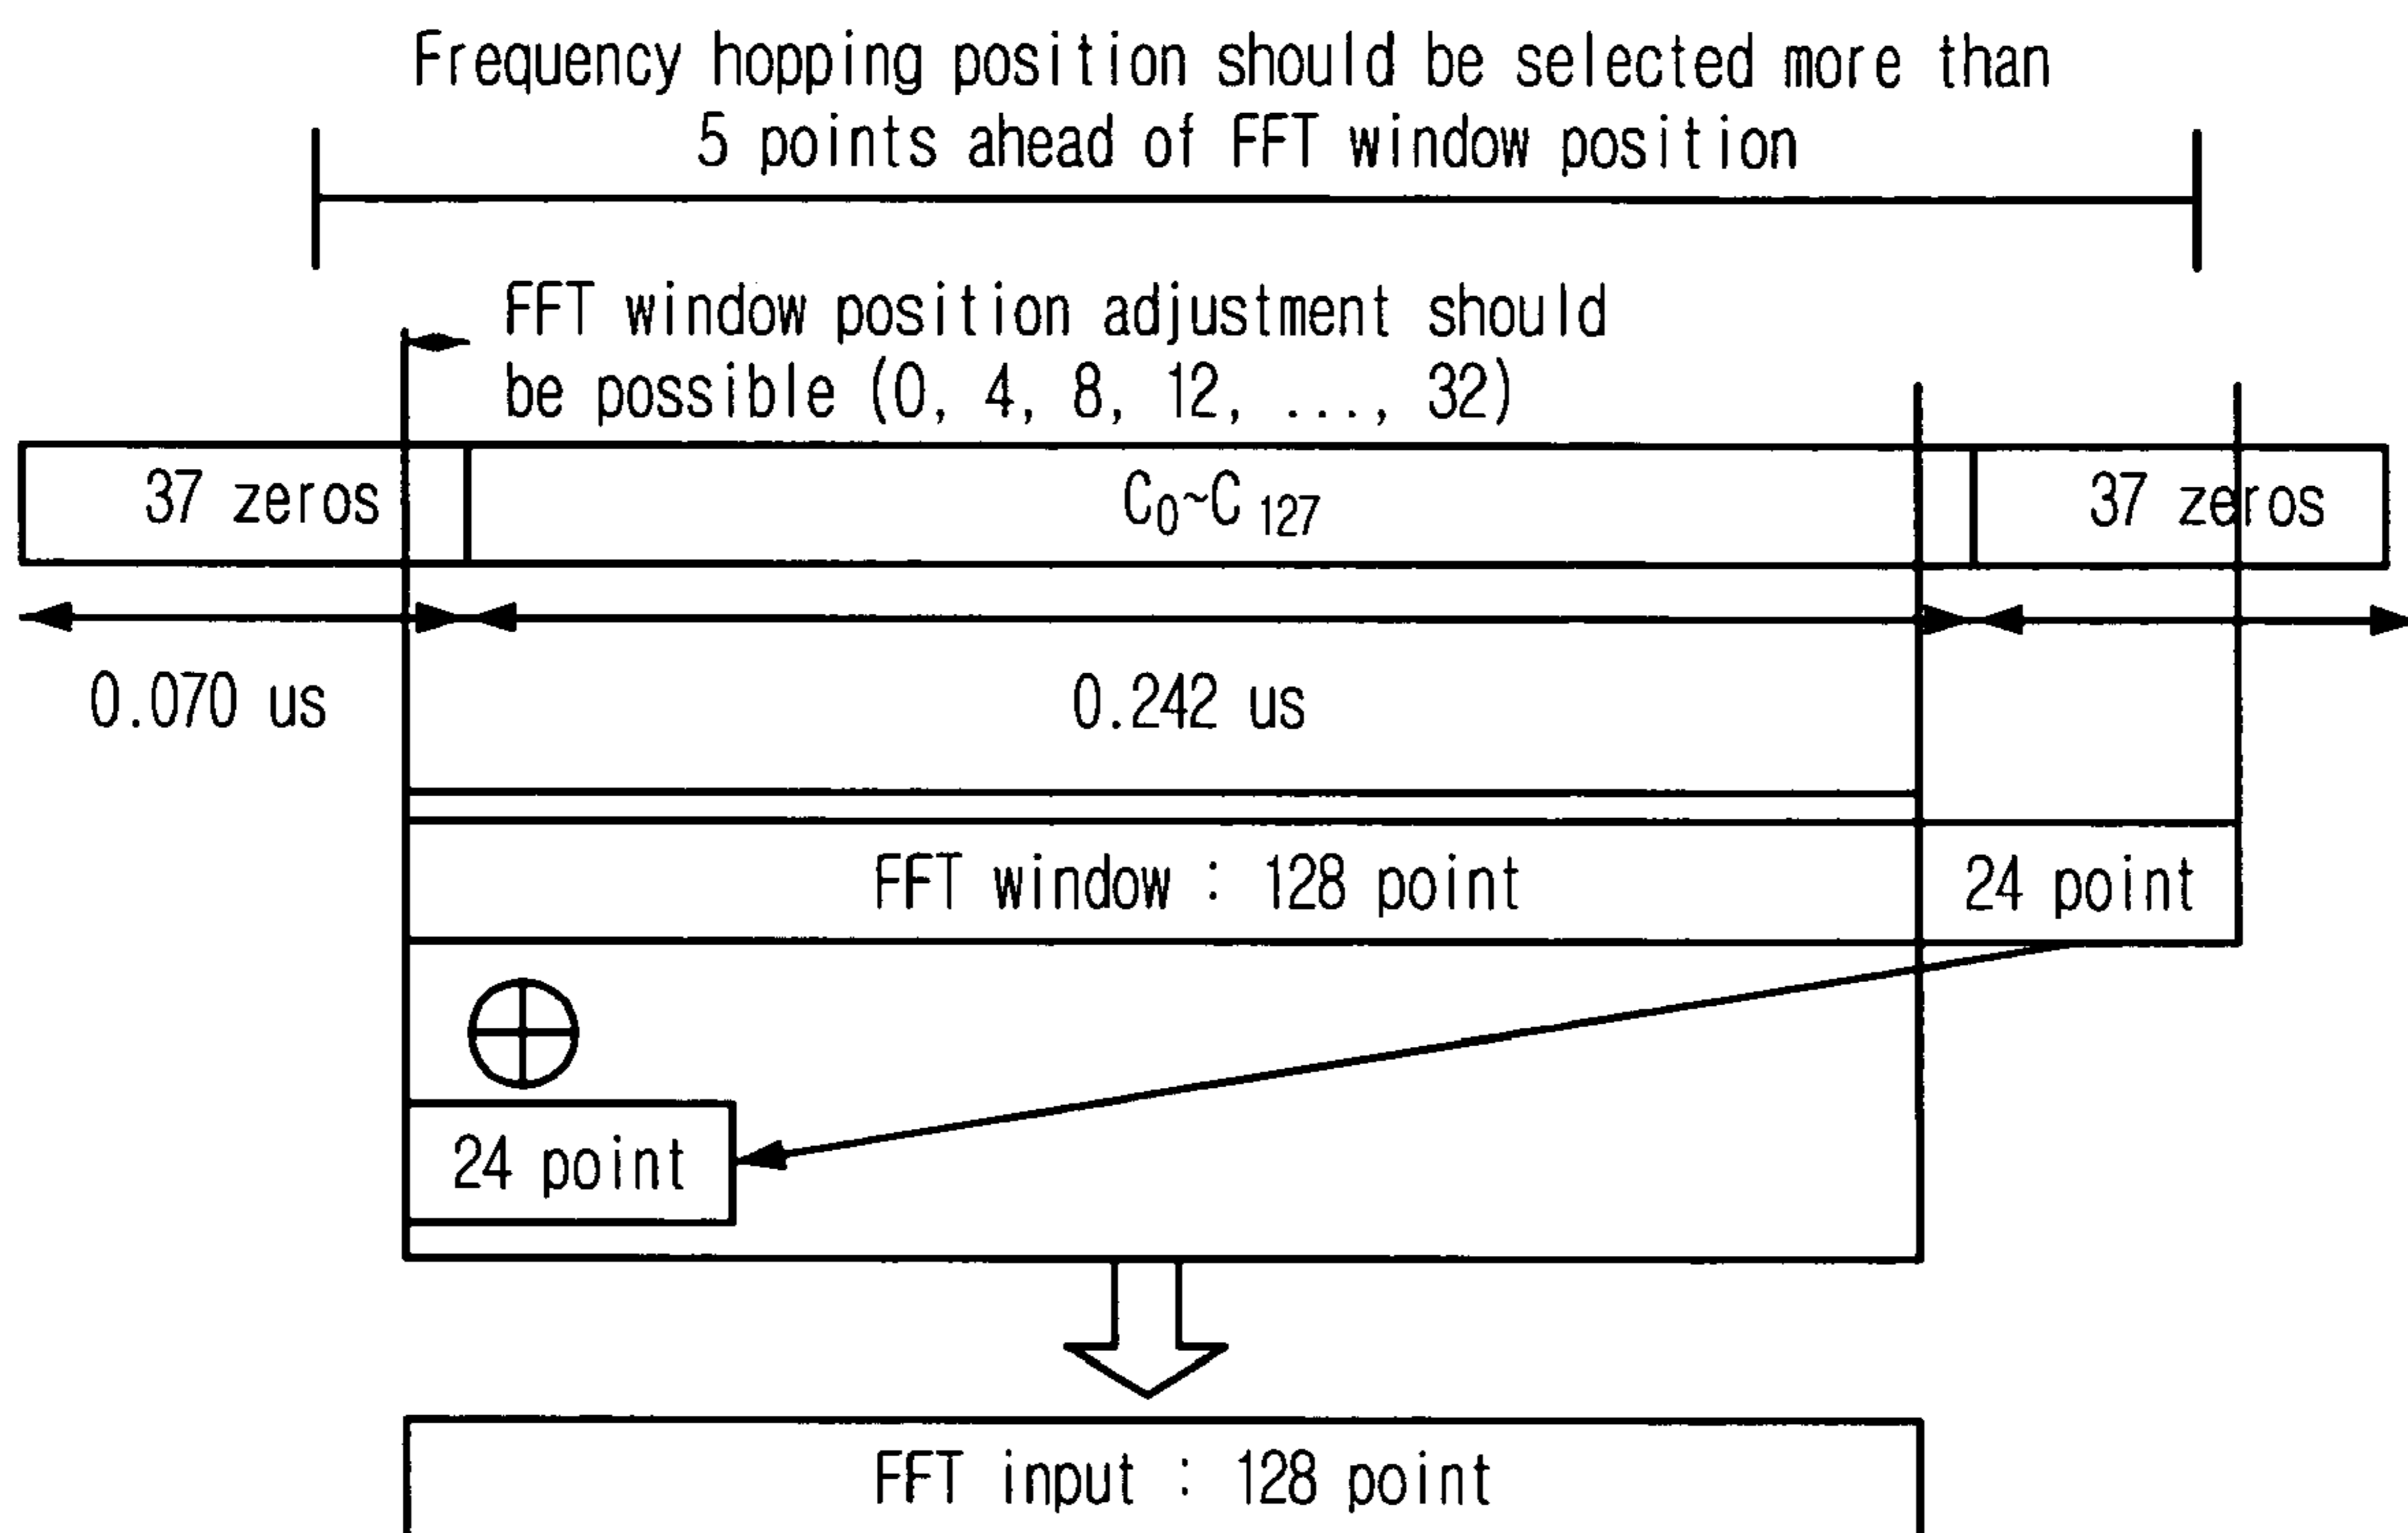 Frequency hopping position should be selected more than
5 points ahead of FFT window position
FFT window position adjustment should
be possible (0, 4, 8, 12, ..., 32)
37 zeros
C₀~C₁₂₇
37 zeros
0.070 us
0.242 us
FFT window : 128 point
24 point
24 point
FFT input : 128 point